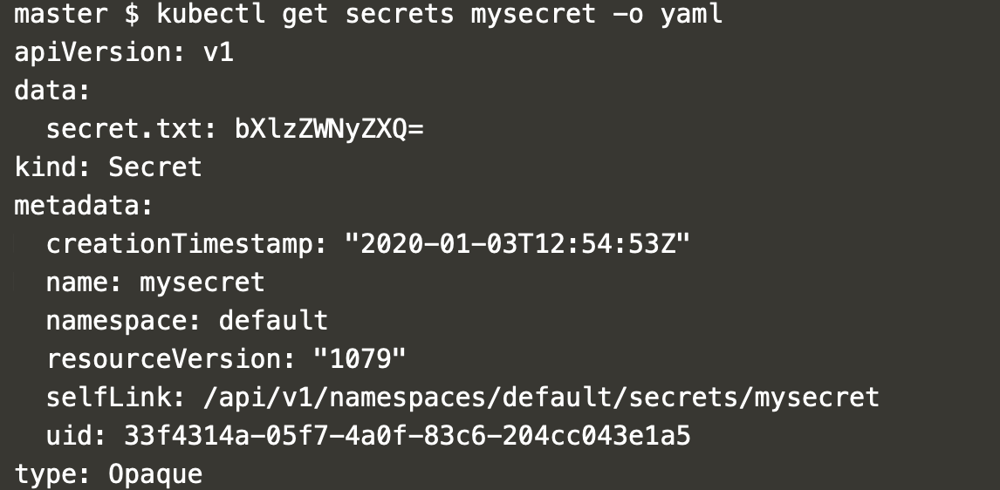 master $ kubectl get secrets mysecret -o yaml
apiVersion: v1
data:
  secret.txt: bXlzZWNyZXQ=
kind: Secret
metadata:
  creationTimestamp: "2020-01-03T12:54:53Z"
  name: mysecret
  namespace: default
  resourceVersion: "1079"
  selfLink: /api/v1/namespaces/default/secrets/mysecret
  uid: 33f4314a-05f7-4a0f-83c6-204cc043e1a5
type: Opaque